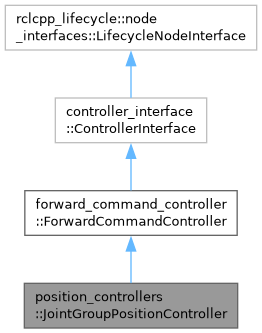 rclcpp_lifecycle::node
_interfaces::LifecycleNodeInterface
controller_interface
::ControllerInterface
forward_command_controller
::ForwardCommandController
position_controllers
::JointGroupPositionController